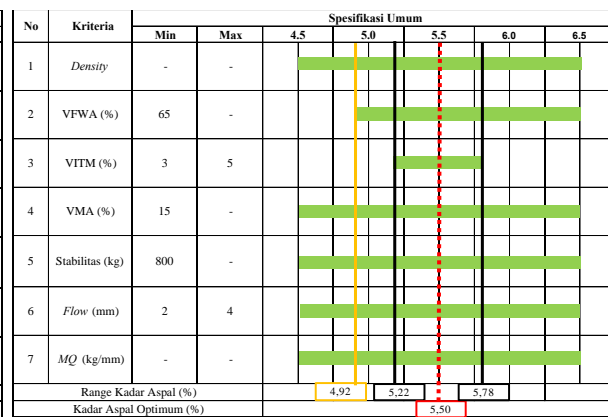 No Kriteria Spesifikasi Umum
Min Max 4.5 5.0 5.5 6.0 6.5
1 Density - -
2 VFWA (%) 65 -
3 VITM (%) 3 5
4 VMA (%) 15 -
5 Stabilitas (kg) 800 -
6 Flow (mm) 2 4
7 MQ (kg/mm) - -
Range Kadar Aspal (%) 4,92 5,22 5,78
Kadar Aspal Optimum (%) 5,50